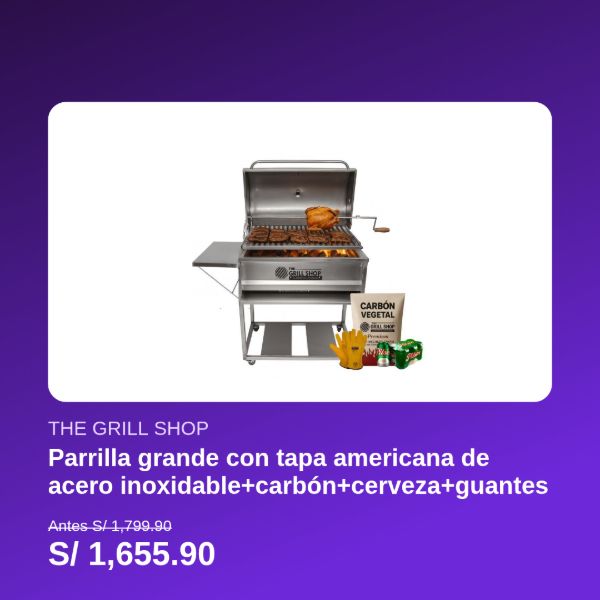 THE
GRILL SHOP
CARBÓN
VEGETAL
THE
GRILL SHOP
Premium
THE GRILL SHOP
Parrilla grande con tapa americana de
acero inoxidable+carbón+cerveza+guantes
Antes S/ 1,799.90
S/ 1,655.90